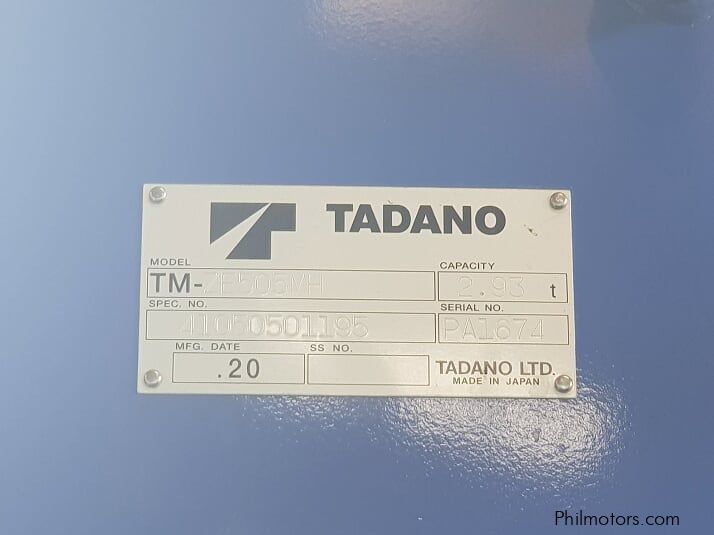 TADANO
MODEL
TM-ZE505MH
CAPACITY
2.93 t
SPEC. NO.
41050501195
SERIAL NO.
PA1674
MFG. DATE
.20
SS NO.
TADANO LTD.
MADE IN JAPAN
Philmotors.com